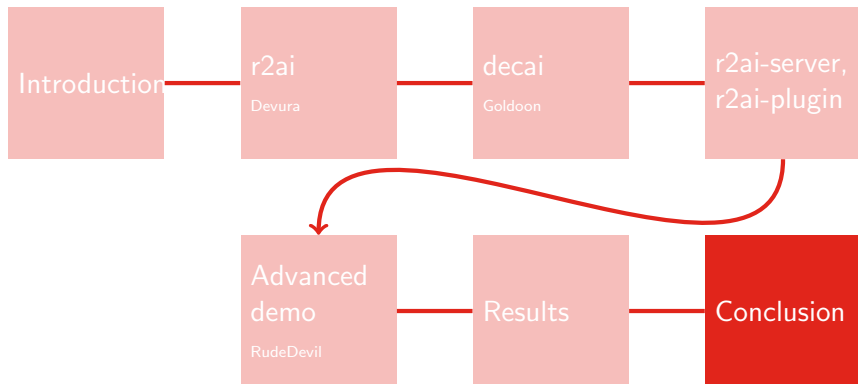 Introduction
r2ai
Devura
decai
Goldoon
r2ai-server,
r2ai-plugin
Advanced
demo
RudeDevil
Results
Conclusion